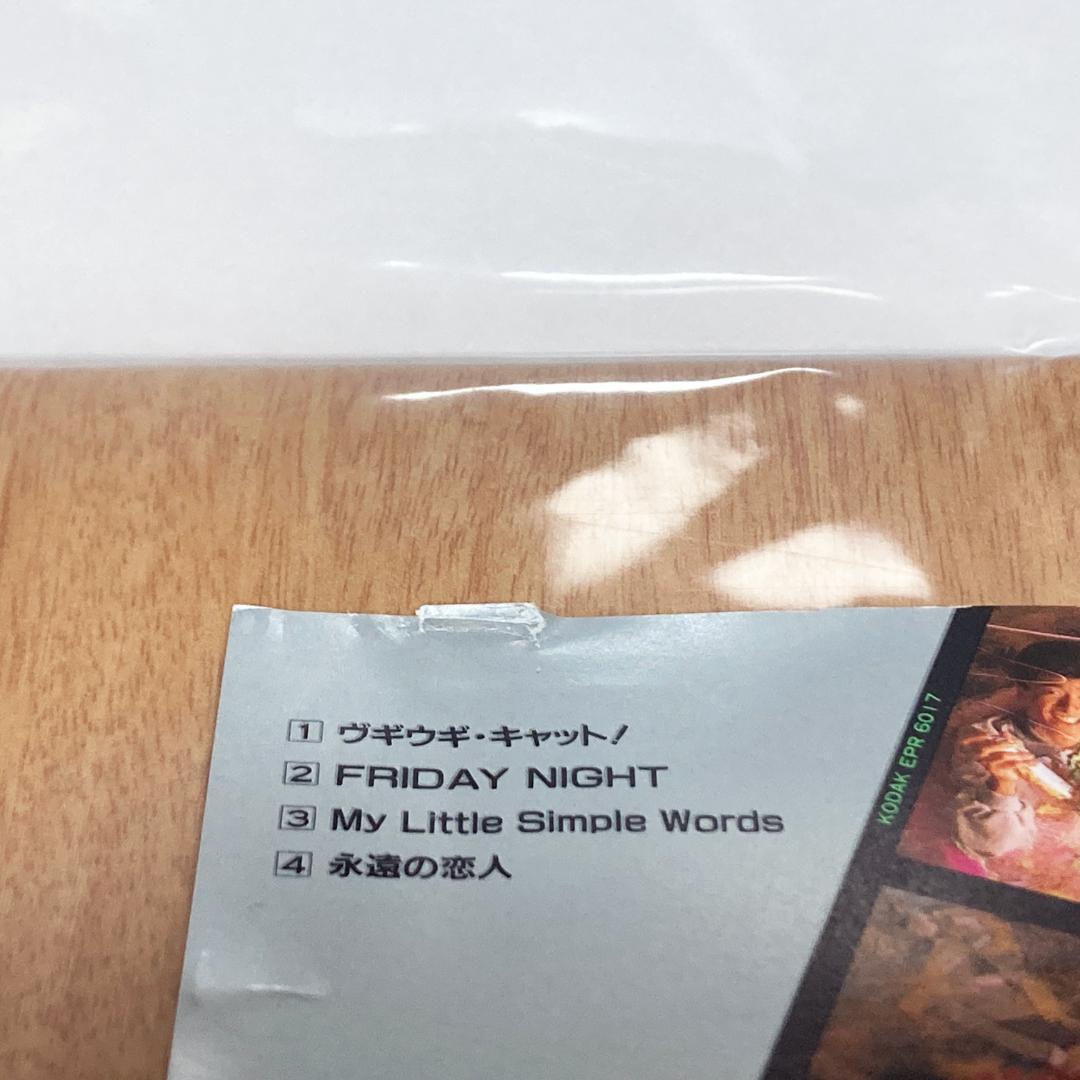 1 ヴギウギ・キャット!
2 FRIDAY NIGHT
3 My Little Simple Words
4 永遠の恋人
KODAK EPR 6017